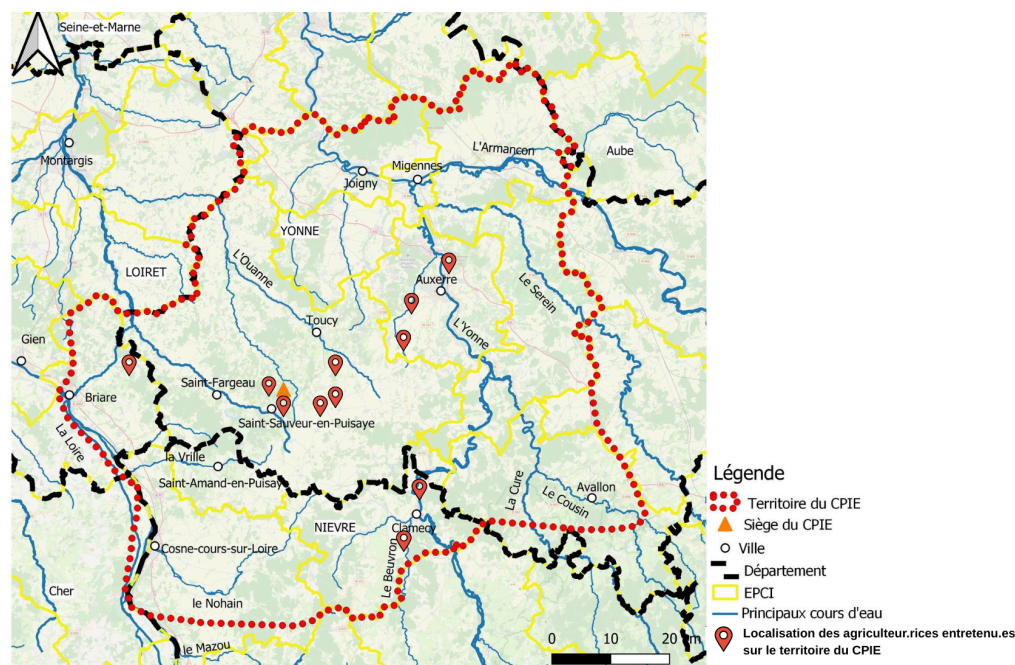 Seine-et-Marne
Montargis
L'Armançon
Aube
Migennes
Joigny
YONNE
LOIRET
L'Ouanne
Auxerre
Le Serein
Toucy
L'Yonne
Gien
Saint-Fargeau
Briare
Saint-Sauveur-en-Puisaye
La Loire
la Vrille
Saint-Amand-en-Puisay
La Cure
Avallon
Le Cousin
NIEVRE
Clamecy
Cosne-cours-sur-Loire
Le Beuvron
Cher
le Nohain
le Mazou
0 10 20 km
Légende
Territoire du CPIE
Siège du CPIE
Ville
Département
EPCI
Principaux cours d'eau
Localisation des agriculteur.rices entretenu.es
sur le territoire du CPIE